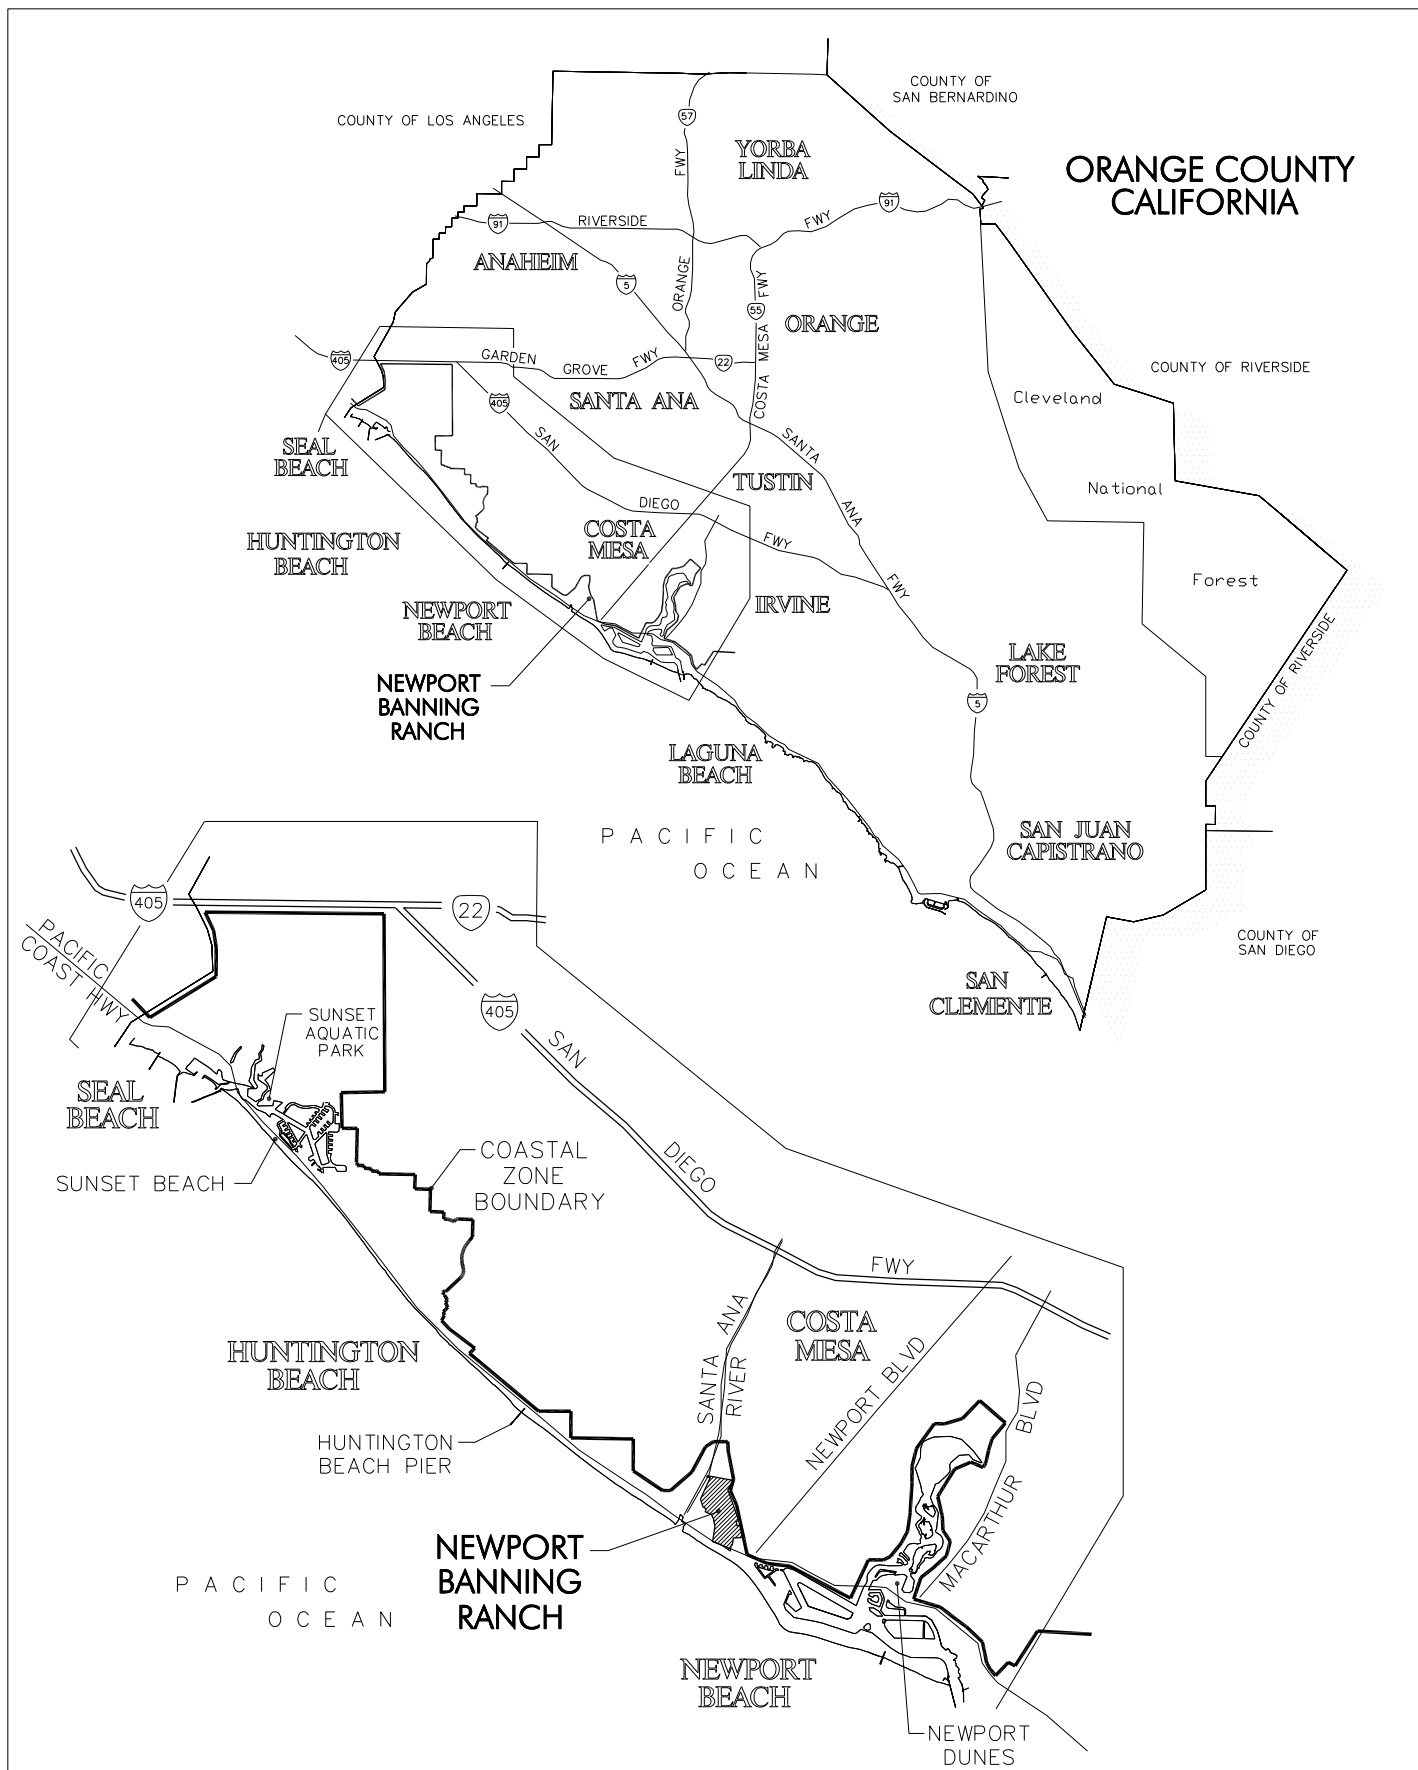 COUNTY OF
SAN BERNARDINO
COUNTY OF LOS ANGELES
57
FWY
YORBA
LINDA
ORANGE COUNTY
CALIFORNIA
91
RIVERSIDE
FWY
91
ANAHEIM
5
ORANGE
FWY
55
COSTA MESA
ORANGE
405
GARDEN
GROVE
FWY
22
COUNTY OF RIVERSIDE
Cleveland
SANTA ANA
405
SAN
SANTA
SEAL
BEACH
TUSTIN
National
DIEGO
ANA
COSTA
MESA
FWY
HUNTINGTON
BEACH
FWY
Forest
NEWPORT
BEACH
IRVINE
COUNTY OF RIVERSIDE
LAKE
FOREST
NEWPORT
BANNING
RANCH
5
LAGUNA
BEACH
PACIFIC
OCEAN
SAN JUAN
CAPISTRANO
405
22
PACIFIC
COAST HWY
COUNTY OF
SAN DIEGO
SAN
CLEMENTE
405
SUNSET
AQUATIC
PARK
SAN
SEAL
BEACH
COASTAL
ZONE
BOUNDARY
DIEGO
SUNSET BEACH
FWY
SANTA ANA
RIVER
COSTA
MESA
NEWPORT BLVD
HUNTINGTON
BEACH
BLVD
MACARTHUR
HUNTINGTON
BEACH PIER
NEWPORT
BANNING
RANCH
PACIFIC
OCEAN
NEWPORT
BEACH
NEWPORT
DUNES